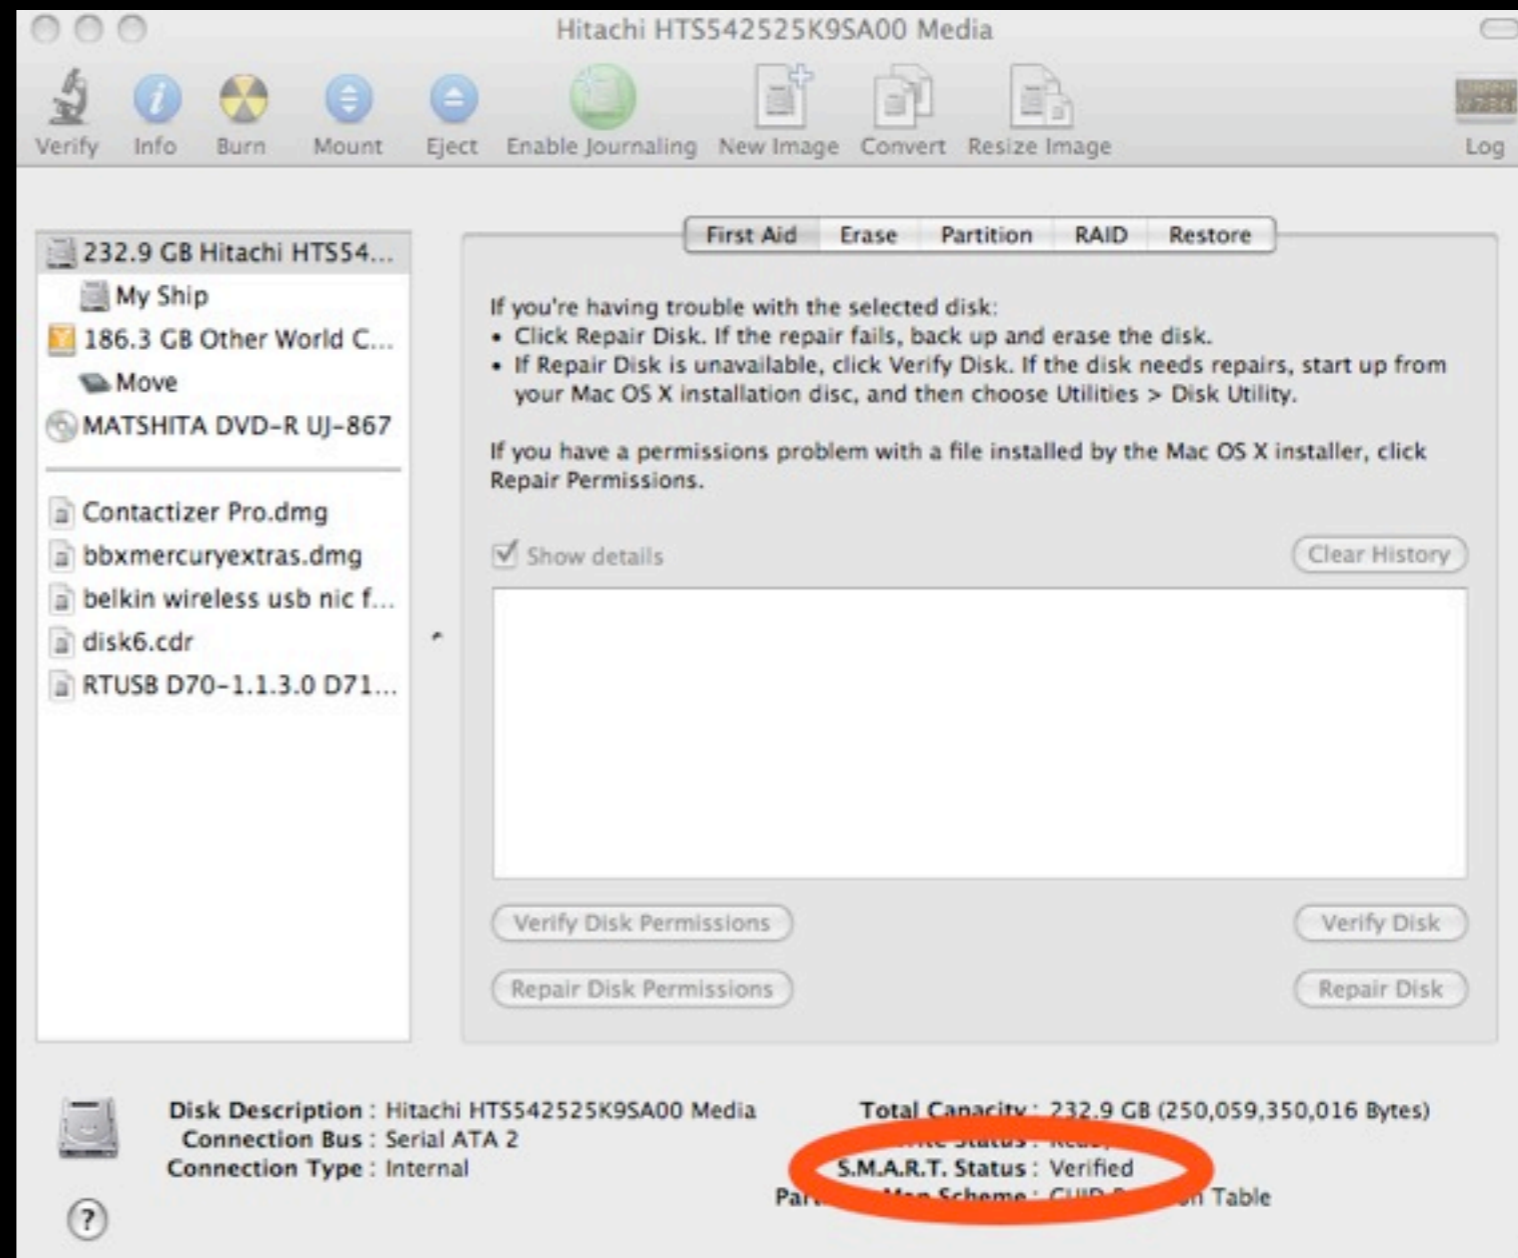 Hitachi HTS542525K9SA00 Media
Verify Info Burn Mount Eject Enable Journaling New Image Convert Resize Image Log
232.9 GB Hitachi HTS54...
My Ship
186.3 GB Other World C...
Move
MATSHITA DVD-R UJ-867
Contactizer Pro.dmg
bbxmercuryextras.dmg
belkin wireless usb nic f...
disk6.cdr
RTUSB D70-1.1.3.0 D71...
First Aid Erase Partition RAID Restore
If you're having trouble with the selected disk:
• Click Repair Disk. If the repair fails, back up and erase the disk.
• If Repair Disk is unavailable, click Verify Disk. If the disk needs repairs, start up from
your Mac OS X installation disc, and then choose Utilities > Disk Utility.
If you have a permissions problem with a file installed by the Mac OS X installer, click
Repair Permissions.
Show details Clear History
Verify Disk Permissions Verify Disk
Repair Disk Permissions Repair Disk
Disk Description : Hitachi HTS542525K9SA00 Media
Connection Bus : Serial ATA 2
Connection Type : Internal
Total Capacity : 232.9 GB (250,059,350,016 Bytes)
Status :
S.M.A.R.T. Status : Verified
Map Scheme : GUID Table
?